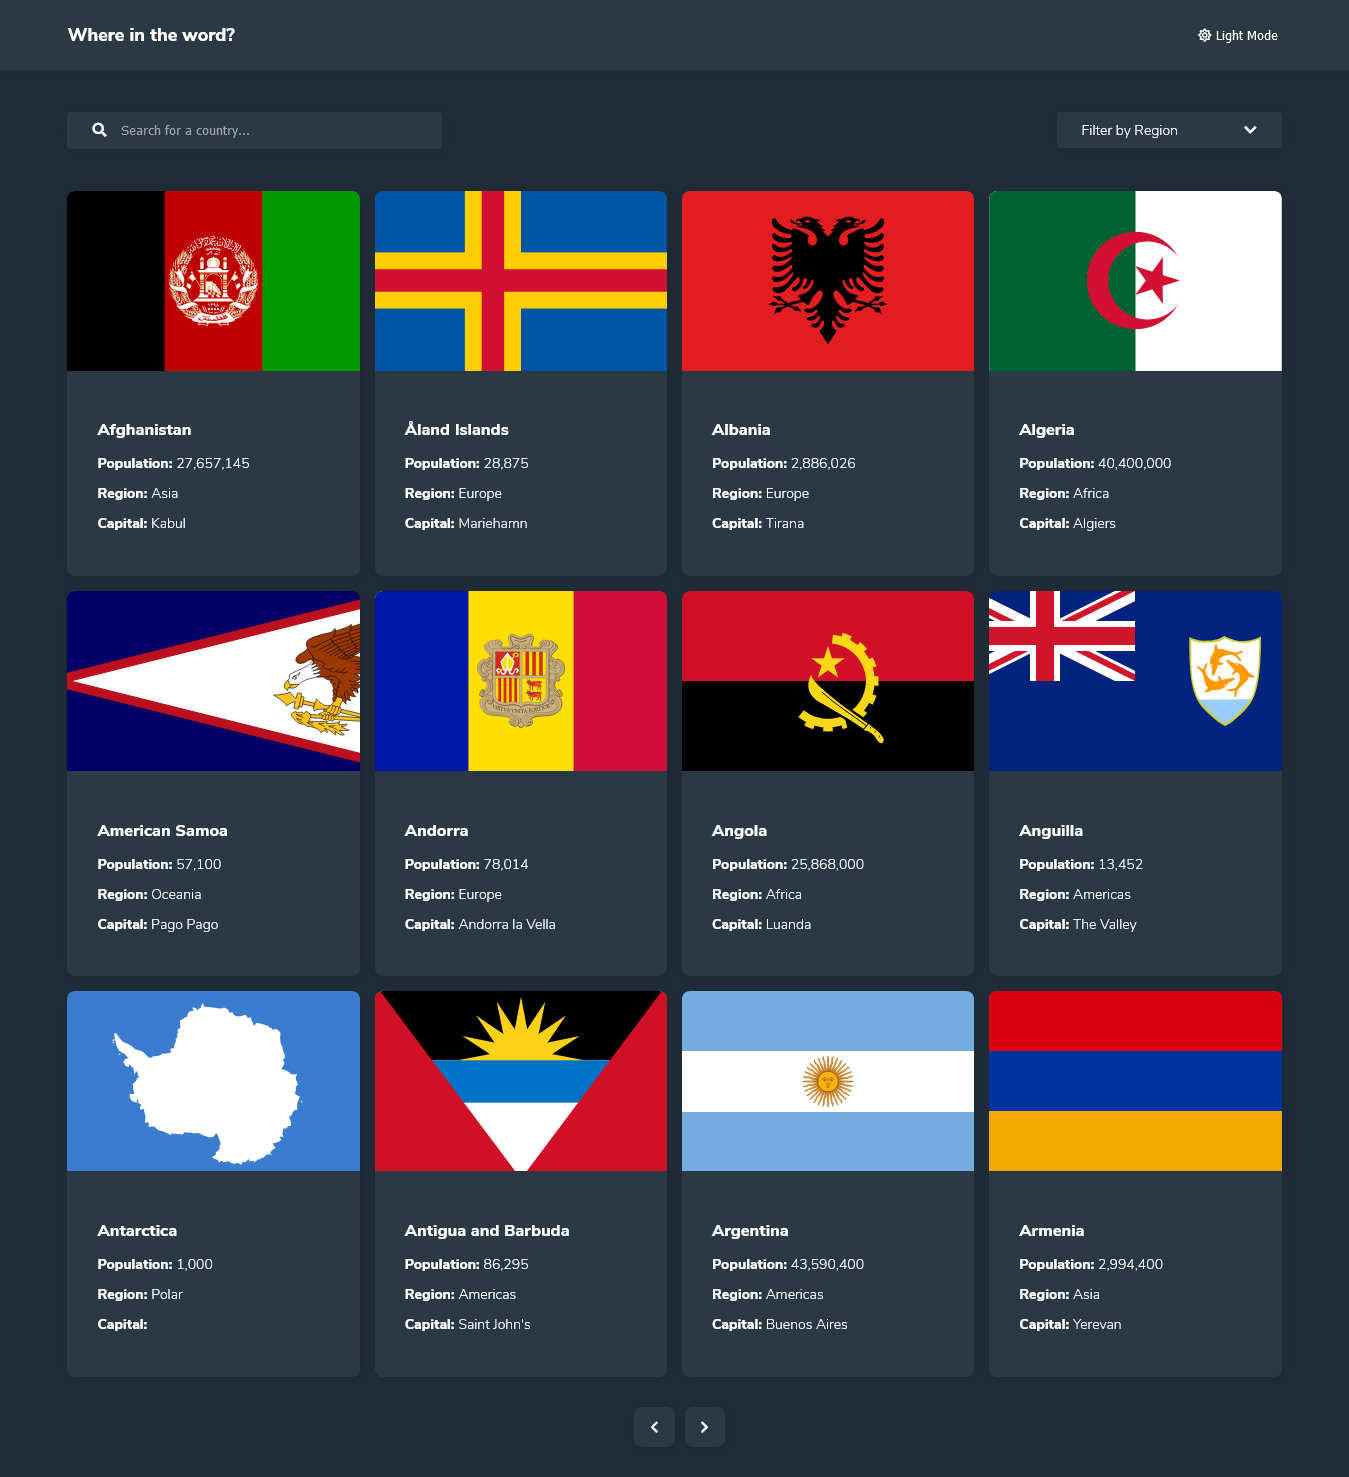 Where in the word?
Light Mode
Search for a country...
Filter by Region
Afghanistan
Population: 27,657,145
Region: Asia
Capital: Kabul
Åland Islands
Population: 28,875
Region: Europe
Capital: Mariehamn
Albania
Population: 2,886,026
Region: Europe
Capital: Tirana
Algeria
Population: 40,400,000
Region: Africa
Capital: Algiers
American Samoa
Population: 57,100
Region: Oceania
Capital: Pago Pago
VIRTVS VNITA FORTIOR
Andorra
Population: 78,014
Region: Europe
Capital: Andorra la Vella
Angola
Population: 25,868,000
Region: Africa
Capital: Luanda
Anguilla
Population: 13,452
Region: Americas
Capital: The Valley
Antarctica
Population: 1,000
Region: Polar
Capital:
Antigua and Barbuda
Population: 86,295
Region: Americas
Capital: Saint John's
Argentina
Population: 43,590,400
Region: Americas
Capital: Buenos Aires
Armenia
Population: 2,994,400
Region: Asia
Capital: Yerevan